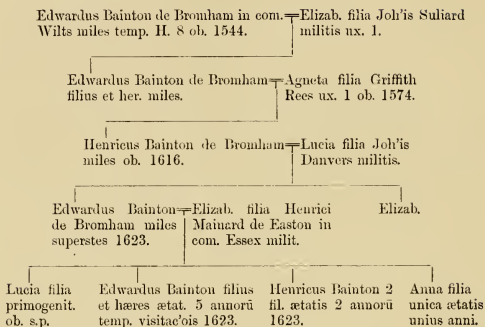 Edwardus Bainton de Bromham in com. Elizab. filia Joh'is Suliard
Wilts miles temp. H. 8 ob. 1544. militis ux. 1.
Edwardus Bainton de Bromham Agneta filia Griffith
filius et her. miles. Rees ux. 1 ob. 1574.
Henricus Bainton de Bromham Lucia filia Joh'is
miles ob. 1616. Danvers militis.
Edwardus Bainton Elizab. filia Henrici Elizab.
de Bromham miles Mainard de Easton in
superstes 1623. com. Essex milit.
Lucia filia Edwardus Bainton filius Henricus Bainton 2 Anna filia
primogenit. et hæres ætat. 5 annorū fil. ætatis 2 annorū unica ætatis
ob. s.p. temp. visitac'ois 1623. 1623. unius anni.